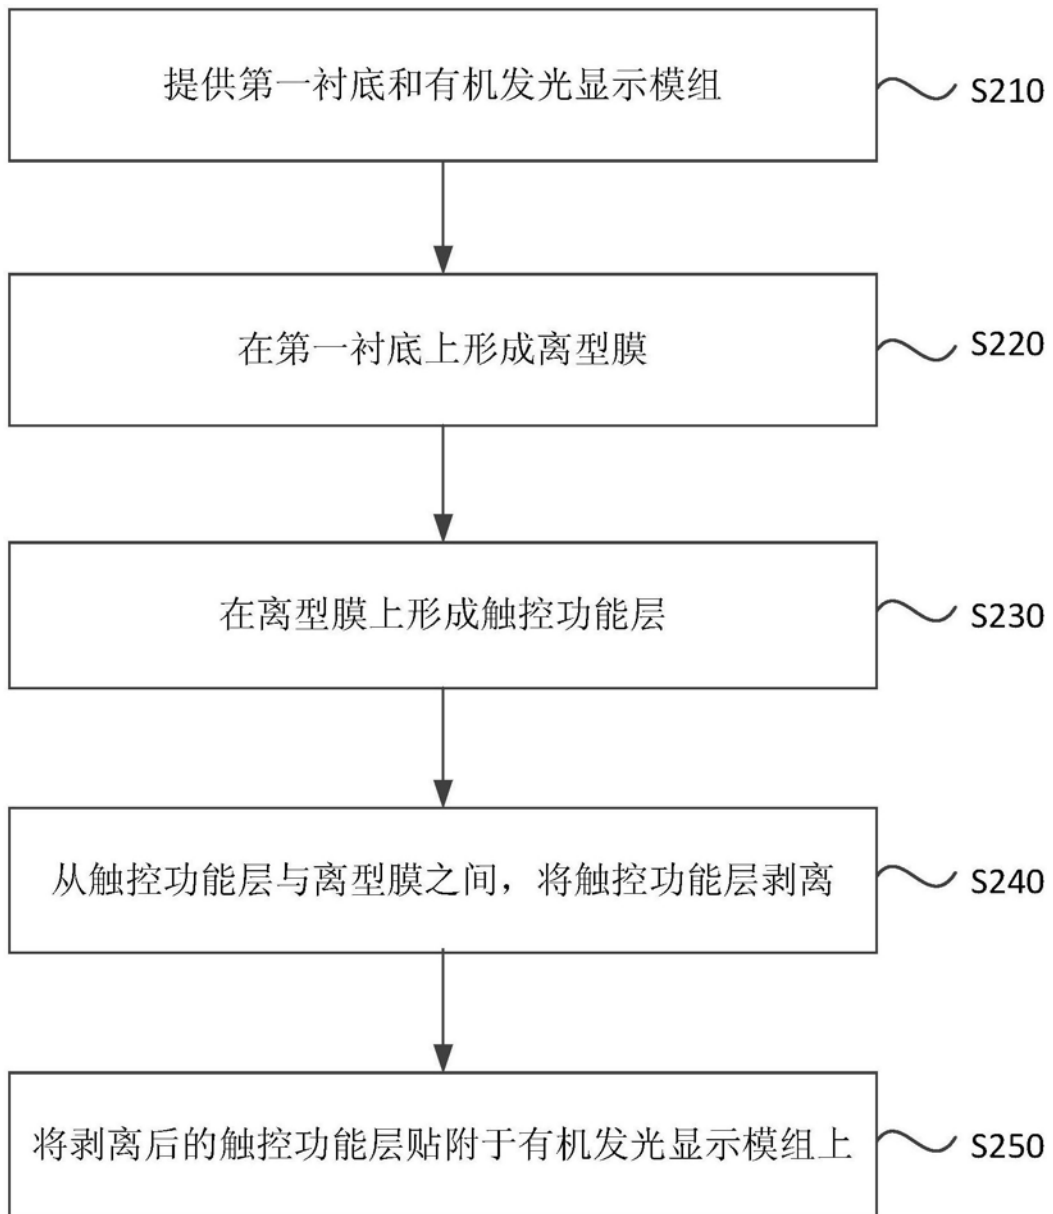 提供第一衬底和有机发光显示模组
S210
在第一衬底上形成离型膜
S220
在离型膜上形成触控功能层
S230
从触控功能层与离型膜之间，将触控功能层剥离
S240
将剥离后的触控功能层贴附于有机发光显示模组上
S250